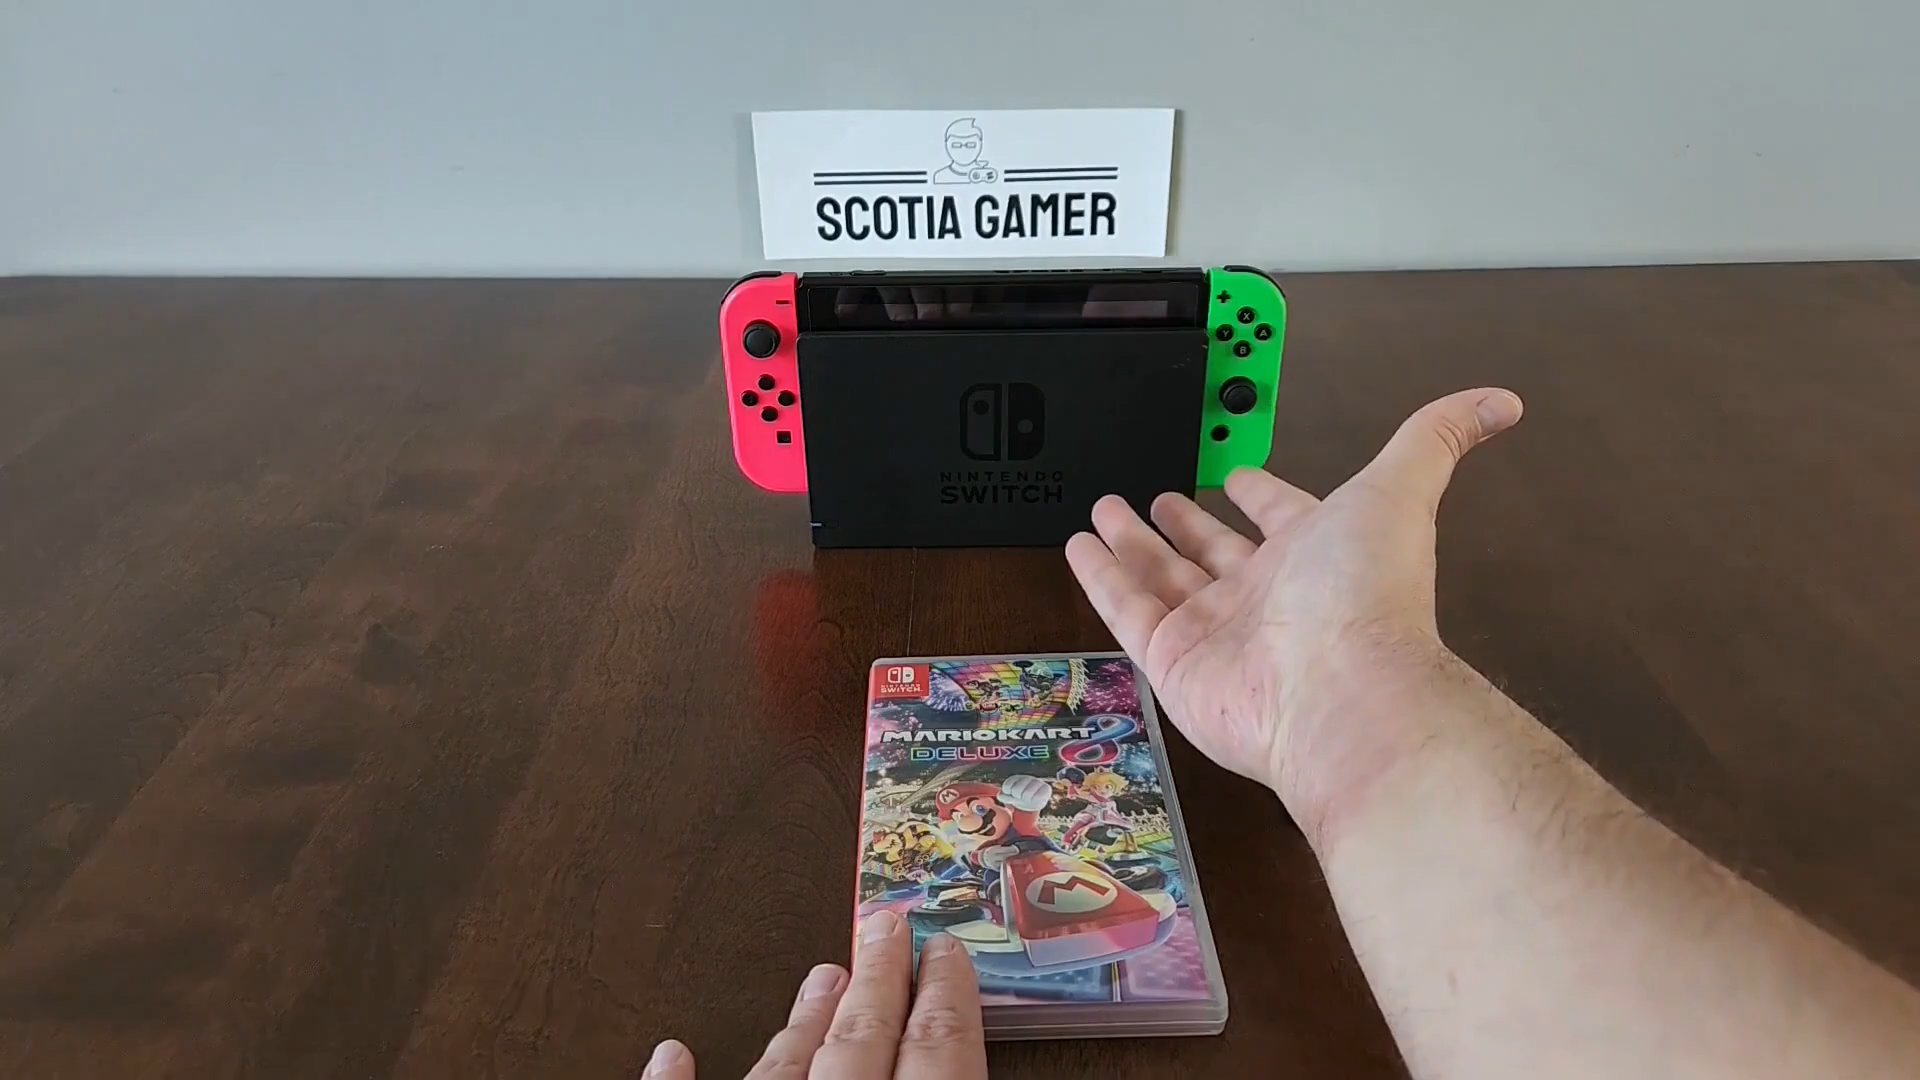 SCOTIA GAMER
X
Y
A
B
NINTENDO
SWITCH
NINTENDO
SWITCH
MARIOKART 8
DELUXE
M
M